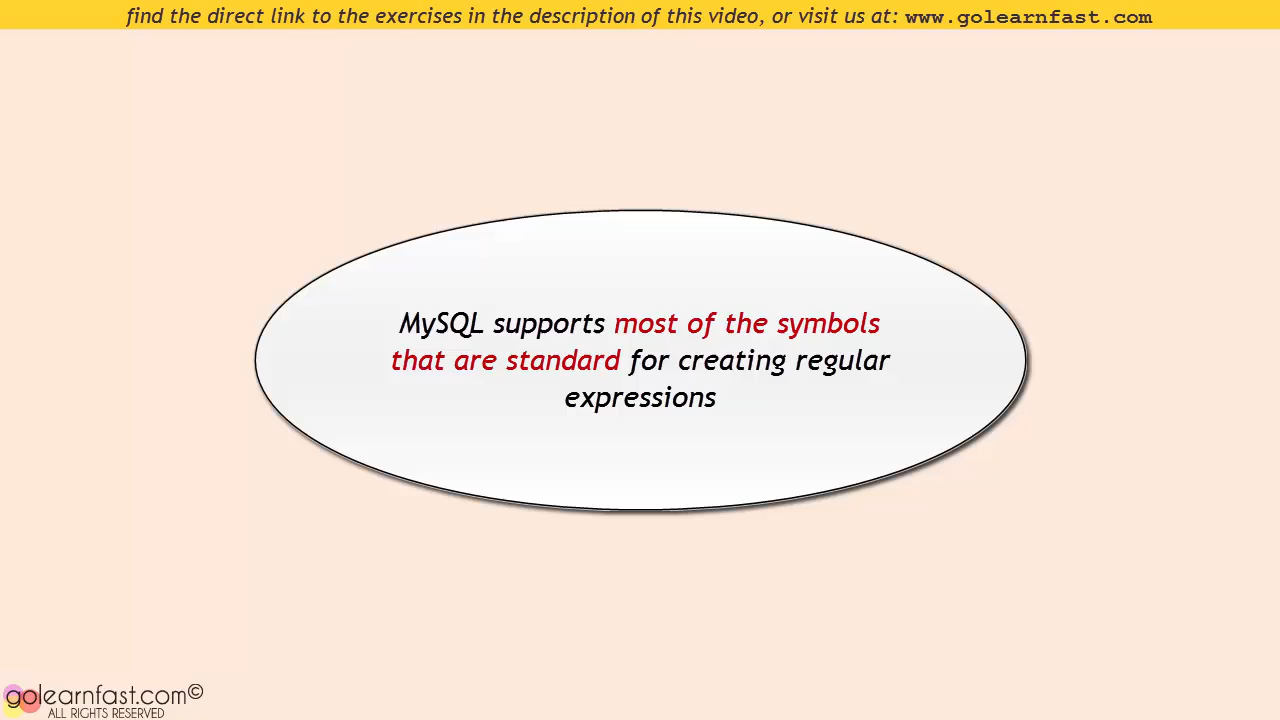 find the direct link to the exercises in the description of this video, or visit us at: www.golearnfast.com
MySQL supports most of the symbols
that are standard for creating regular
expressions
golearnfast.com©
ALL RIGHTS RESERVED